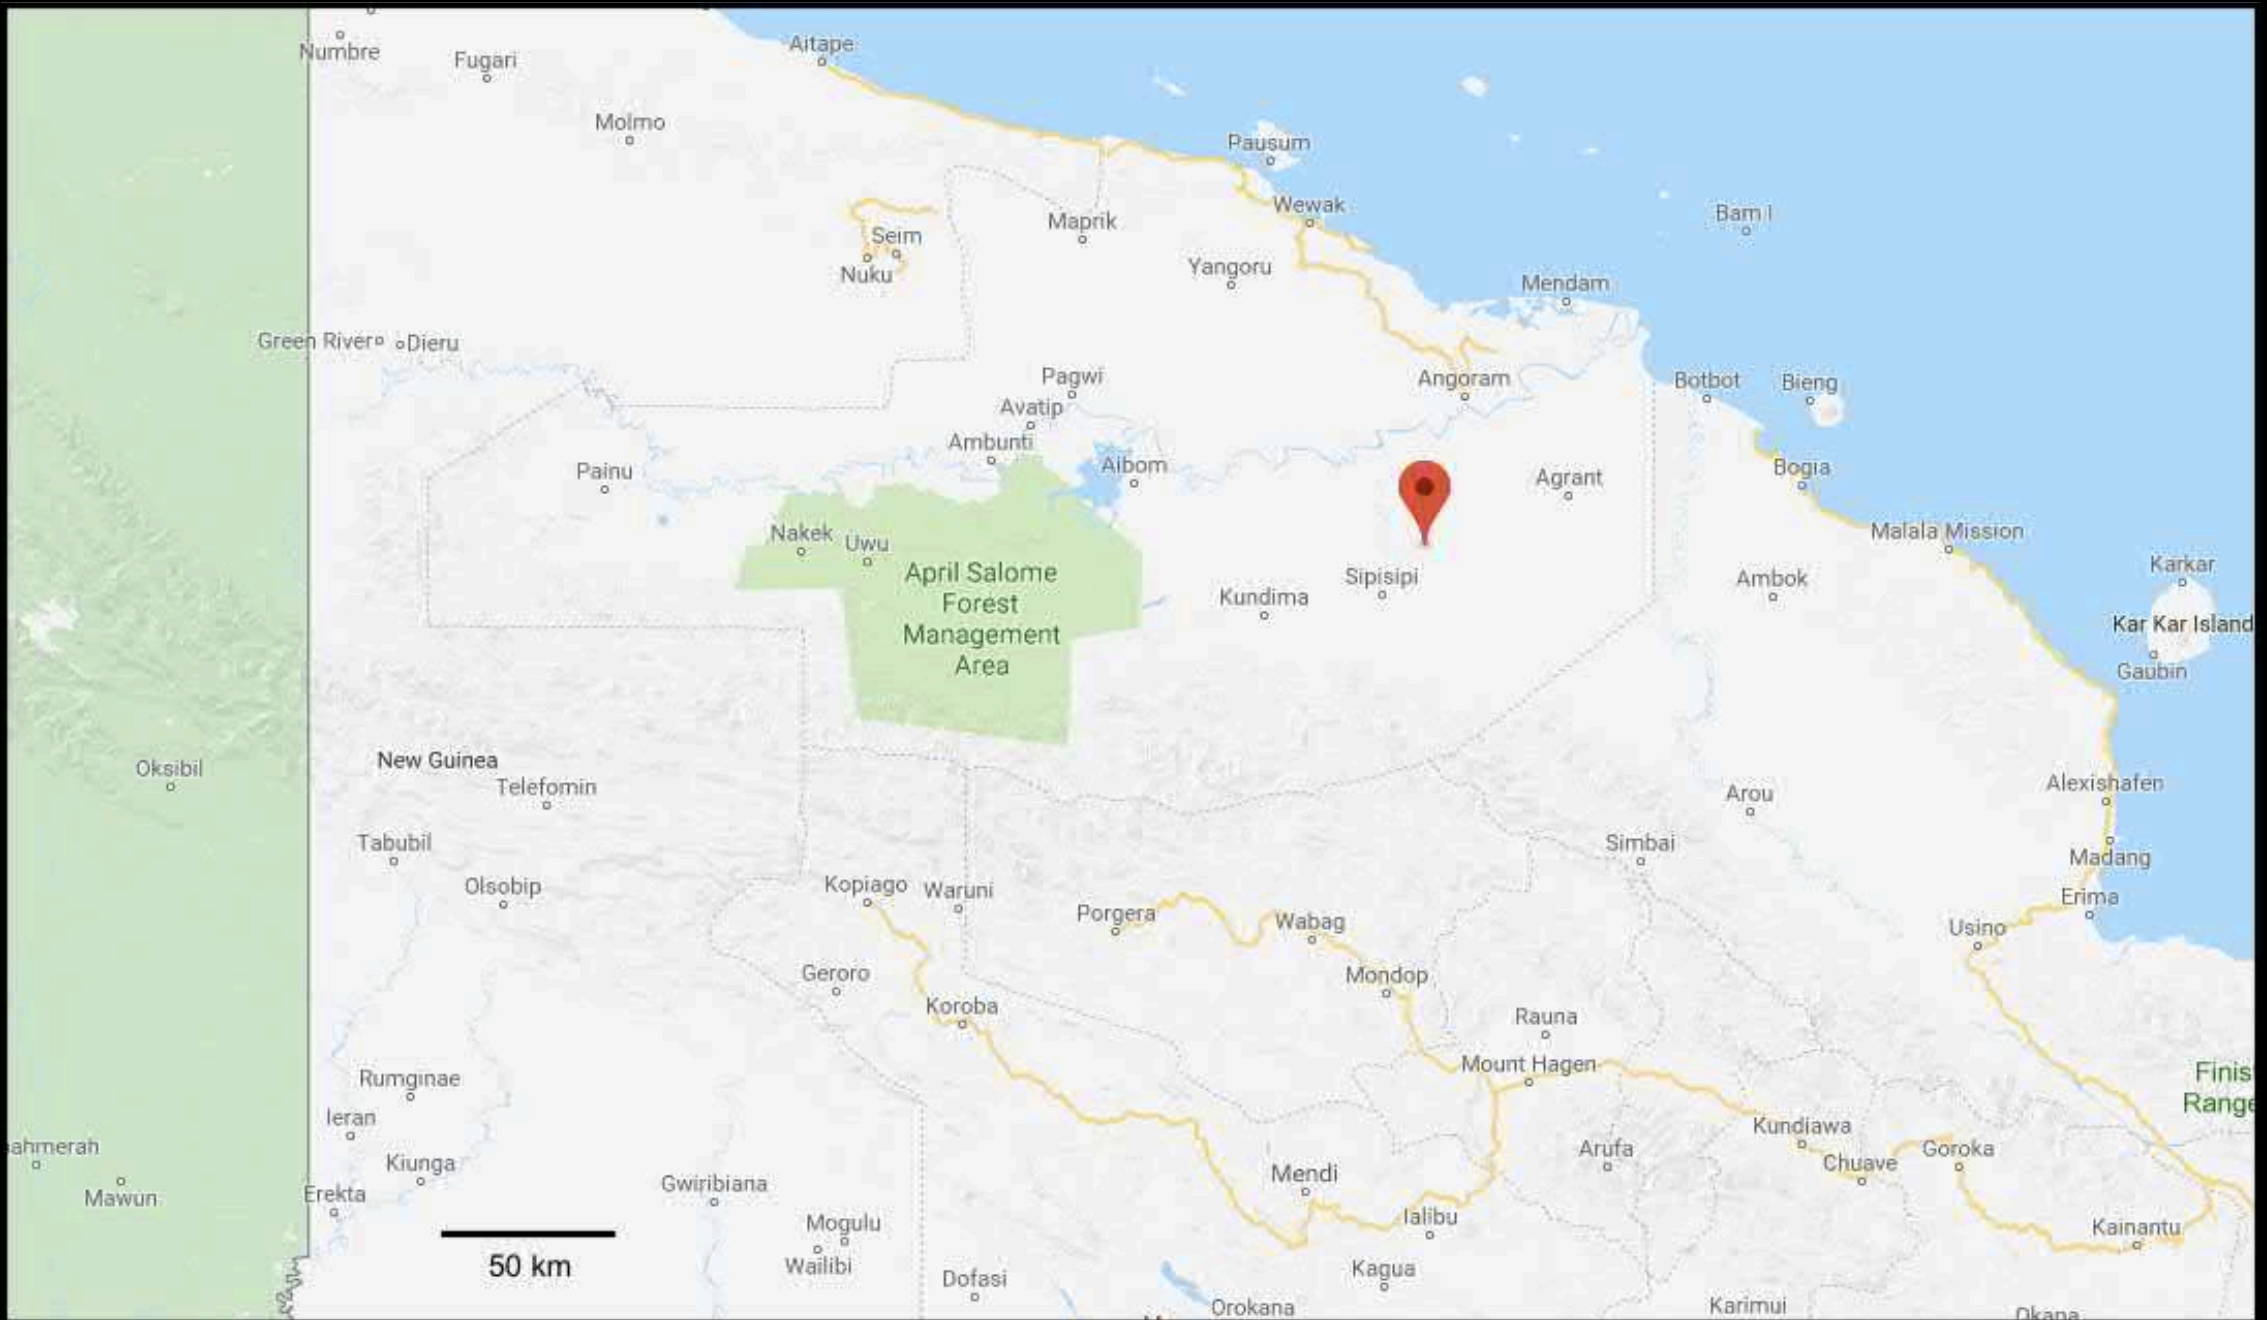 Aitape
Numbre
Fugari
Molmo
Pausum
Wewak
Bam I
Maprik
Seim
Nuku
Yangoru
Mendam
Green River
Dieru
Pagwi
Angoram
Botbot
Bieng
Avatip
Ambunti
Aibom
Painu
Agrant
Bogia
Nakek
Uwu
Malala Mission
April Salome
Forest
Management
Area
Sipisipi
Kundima
Ambok
Karkar
Kar Kar Island
Gaubin
New Guinea
Oksibil
Telefomin
Arou
Alexishafen
Tabubil
Simbai
Madang
Olsobip
Kopiago
Waruni
Erima
Porgera
Wabag
Usino
Geroro
Mondop
Koroba
Rauna
Mount Hagen
Rumginae
Finis
Range
Ieran
Kundiawa
ahmerah
Kiunga
Arufa
Chuave
Goroka
Mawun
Erekta
Gwiribiana
Mendi
Mogulu
Ialibu
Kainantu
50 km
Wailibi
Dofasi
Kagua
Orokana
Karimui
Okana